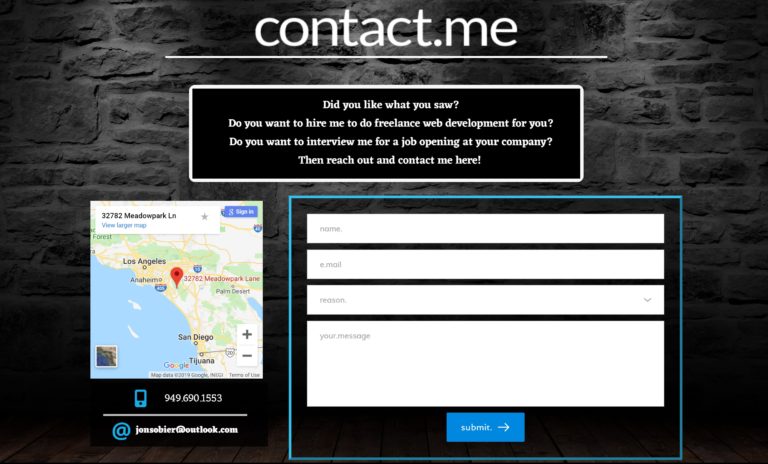 contact.me
Did you like what you saw?
Do you want to hire me to do freelance web development for you?
Do you want to interview me for a job opening at your company?
Then reach out and contact me here!
32782 Meadowpark Ln
Sign in
View larger map
Forest
Los Angeles
Anaheim
32782 Meadowpark Lane
Palm Desert
San Diego
Tijuana
Google
Map data ©2019 Google, INEGI
Terms of Use
949.690.1553
@ jonsobier@outlook.com
name.
e.mail
reason.
your.message
submit. →